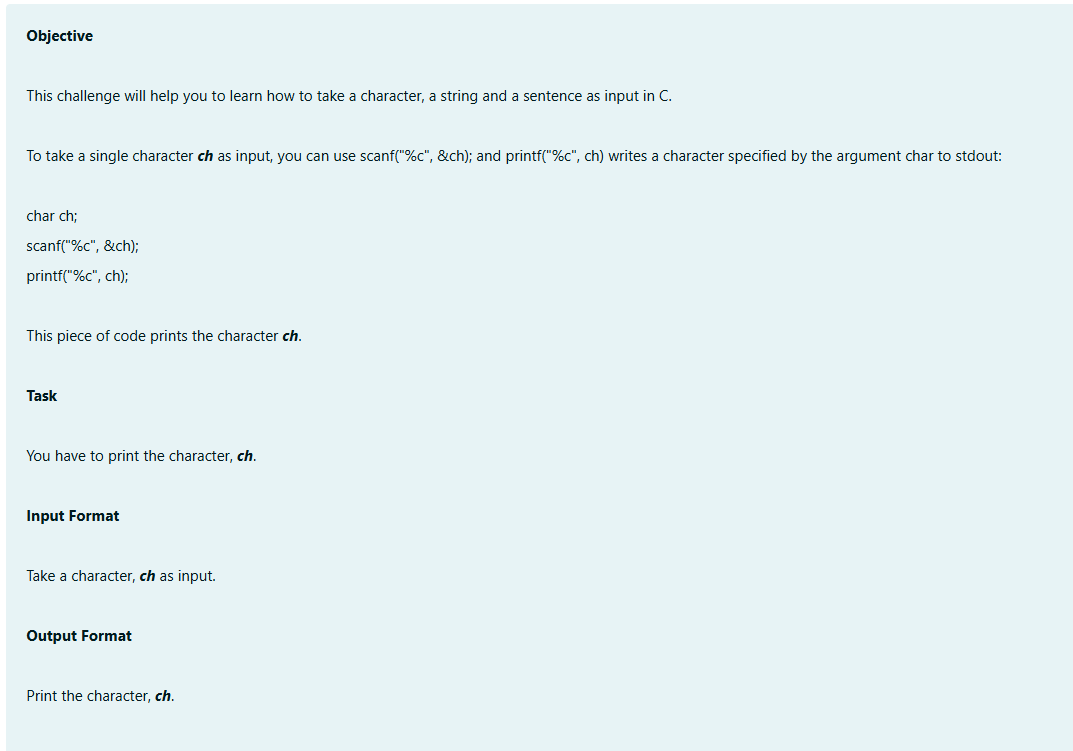 Objective
This challenge will help you to learn how to take a character, a string and a sentence as input in C.
To take a single character ch as input, you can use scanf("%c", &ch); and printf("%c", ch) writes a character specified by the argument char to stdout:
char ch;
scanf("%c", &ch);
printf("%c", ch);
This piece of code prints the character ch.
Task
You have to print the character, ch.
Input Format
Take a character, ch as input.
Output Format
Print the character, ch.